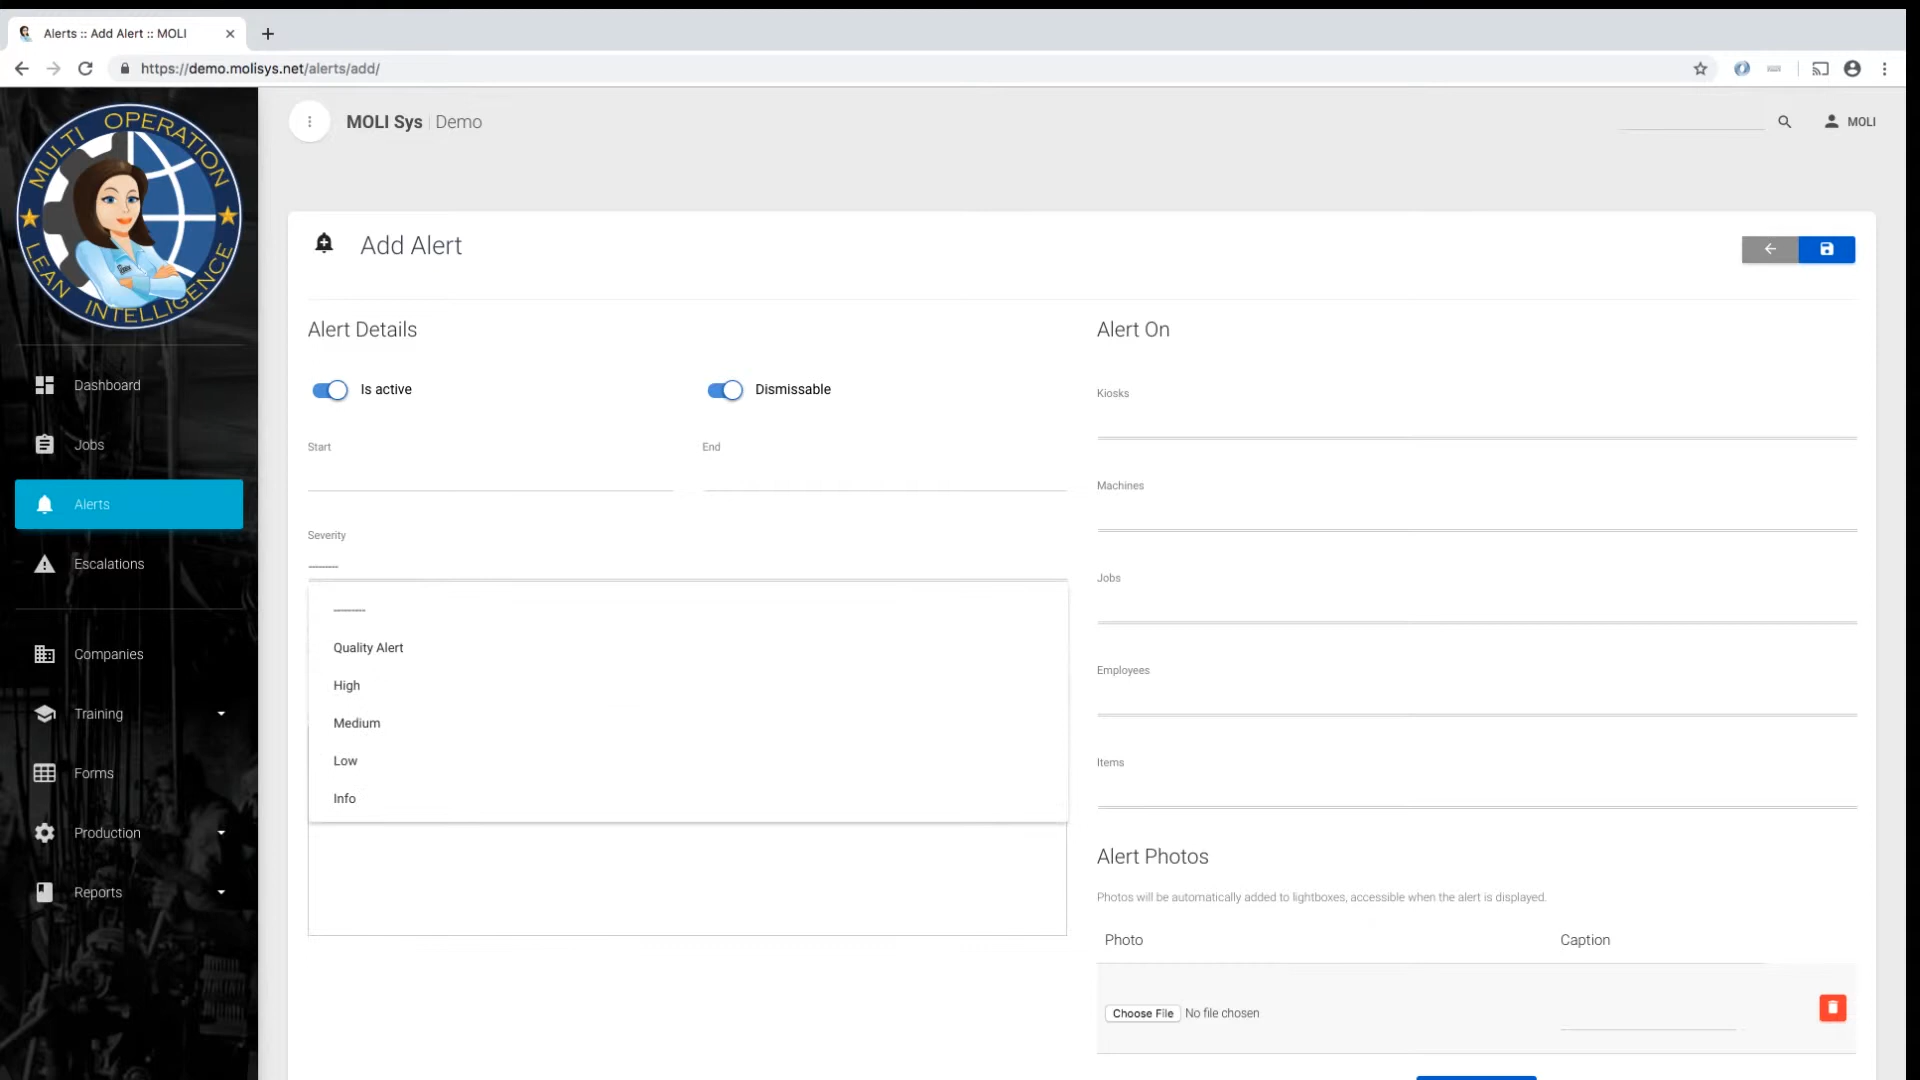 Alerts :: Add Alert :: MOLI
https://demo.molisys.net/alerts/add/
MULTI OPERATION
LEAN INTELLIGENCE
MOLI Sys | Demo
MOLI
Dashboard
Jobs
Alerts
Escalations
Companies
Training
Forms
Production
Reports
Add Alert
Alert Details
Is active
Dismissable
Start
End
Severity
---------
---------
Quality Alert
High
Medium
Low
Info
Alert On
Kiosks
Machines
Jobs
Employees
Items
Alert Photos
Photos will be automatically added to lightboxes, accessible when the alert is displayed.
Photo Caption
Choose File No file chosen